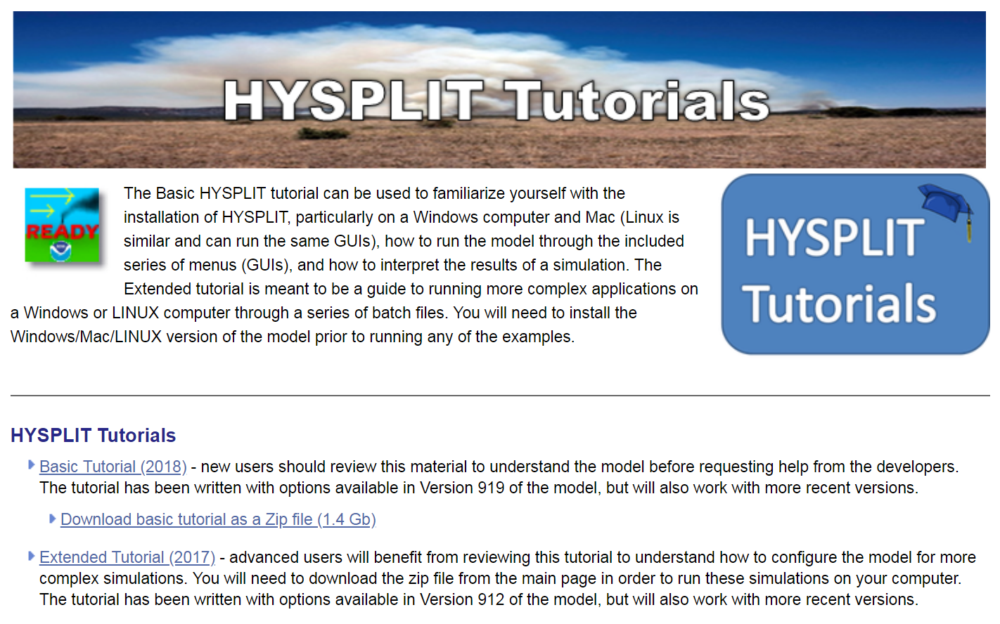 HYSPLIT Tutorials
READY
The Basic HYSPLIT tutorial can be used to familiarize yourself with the
installation of HYSPLIT, particularly on a Windows computer and Mac (Linux is
similar and can run the same GUIs), how to run the model through the included
series of menus (GUIs), and how to interpret the results of a simulation. The
Extended tutorial is meant to be a guide to running more complex applications on
a Windows or LINUX computer through a series of batch files. You will need to install the
Windows/Mac/LINUX version of the model prior to running any of the examples.
HYSPLIT
Tutorials
HYSPLIT Tutorials
Basic Tutorial (2018) - new users should review this material to understand the model before requesting help from the developers.
The tutorial has been written with options available in Version 919 of the model, but will also work with more recent versions.
Download basic tutorial as a Zip file (1.4 Gb)
Extended Tutorial (2017) - advanced users will benefit from reviewing this tutorial to understand how to configure the model for more
complex simulations. You will need to download the zip file from the main page in order to run these simulations on your computer.
The tutorial has been written with options available in Version 912 of the model, but will also work with more recent versions.